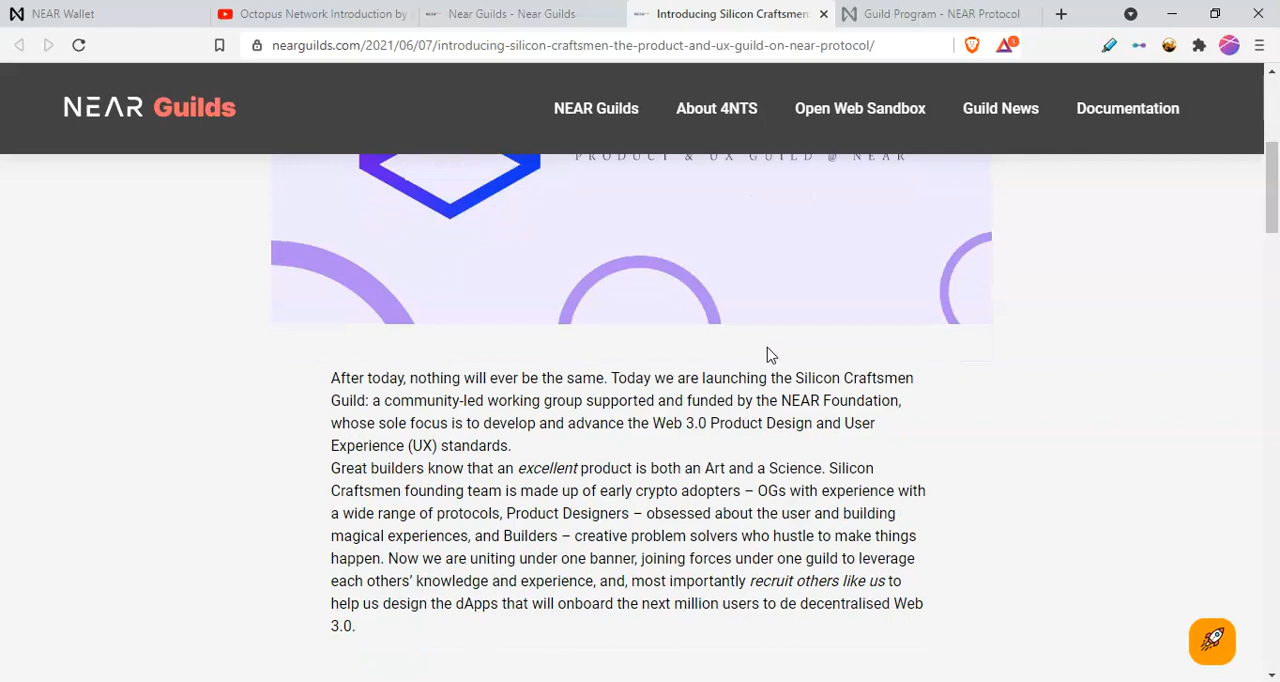 NEAR Wallet
Octopus Network Introduction by
Near Guilds - Near Guilds
Introducing Silicon Craftsmen
Guild Program - NEAR Protocol
nearguilds.com/2021/06/07/introducing-silicon-craftsmen-the-product-and-ux-guild-on-near-protocol/
1
NEAR Guilds
NEAR Guilds
About 4NTS
Open Web Sandbox
Guild News
Documentation
PRODUCT & UX GUILD @ NEAR
After today, nothing will ever be the same. Today we are launching the Silicon Craftsmen
Guild: a community-led working group supported and funded by the NEAR Foundation,
whose sole focus is to develop and advance the Web 3.0 Product Design and User
Experience (UX) standards.
Great builders know that an excellent product is both an Art and a Science. Silicon
Craftsmen founding team is made up of early crypto adopters – OGs with experience with
a wide range of protocols, Product Designers – obsessed about the user and building
magical experiences, and Builders – creative problem solvers who hustle to make things
happen. Now we are uniting under one banner, joining forces under one guild to leverage
each others’ knowledge and experience, and, most importantly recruit others like us to
help us design the dApps that will onboard the next million users to de decentralised Web
3.0.